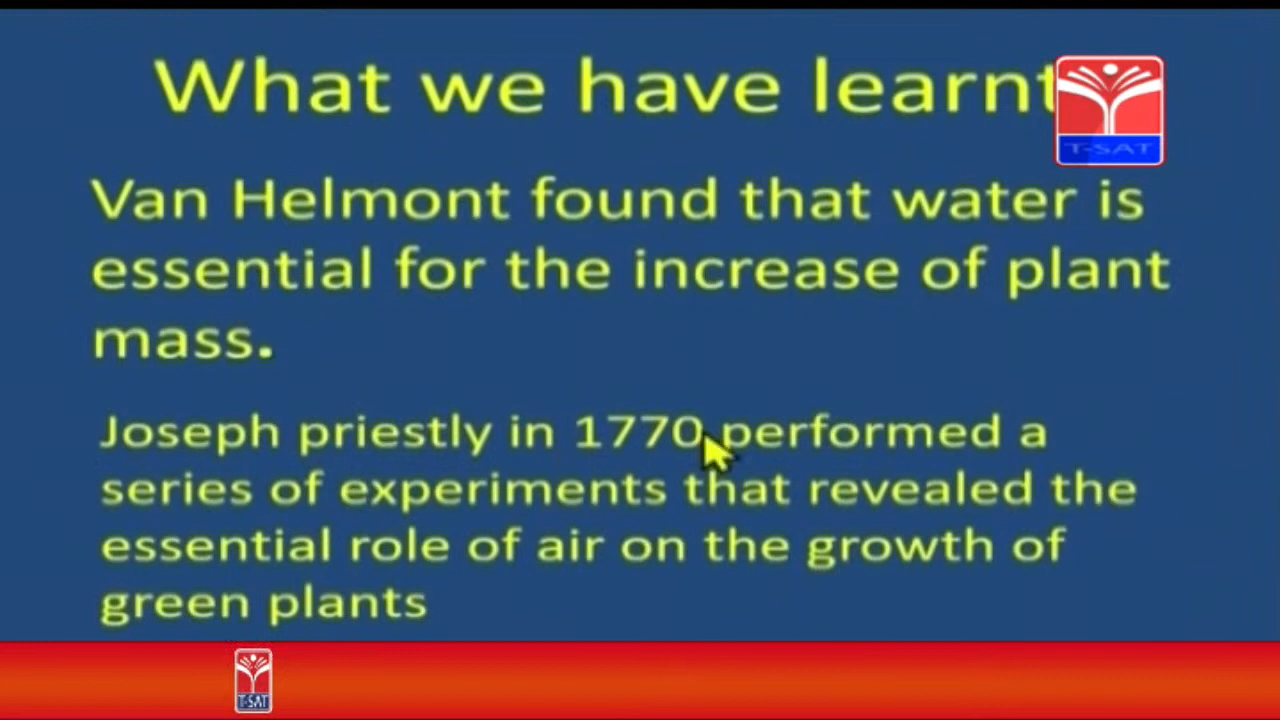 What we have learnt
T-SAT
Van Helmont found that water is
essential for the increase of plant
mass.
Joseph priestly in 1770 performed a
series of experiments that revealed the
essential role of air on the growth of
green plants
T-SAT